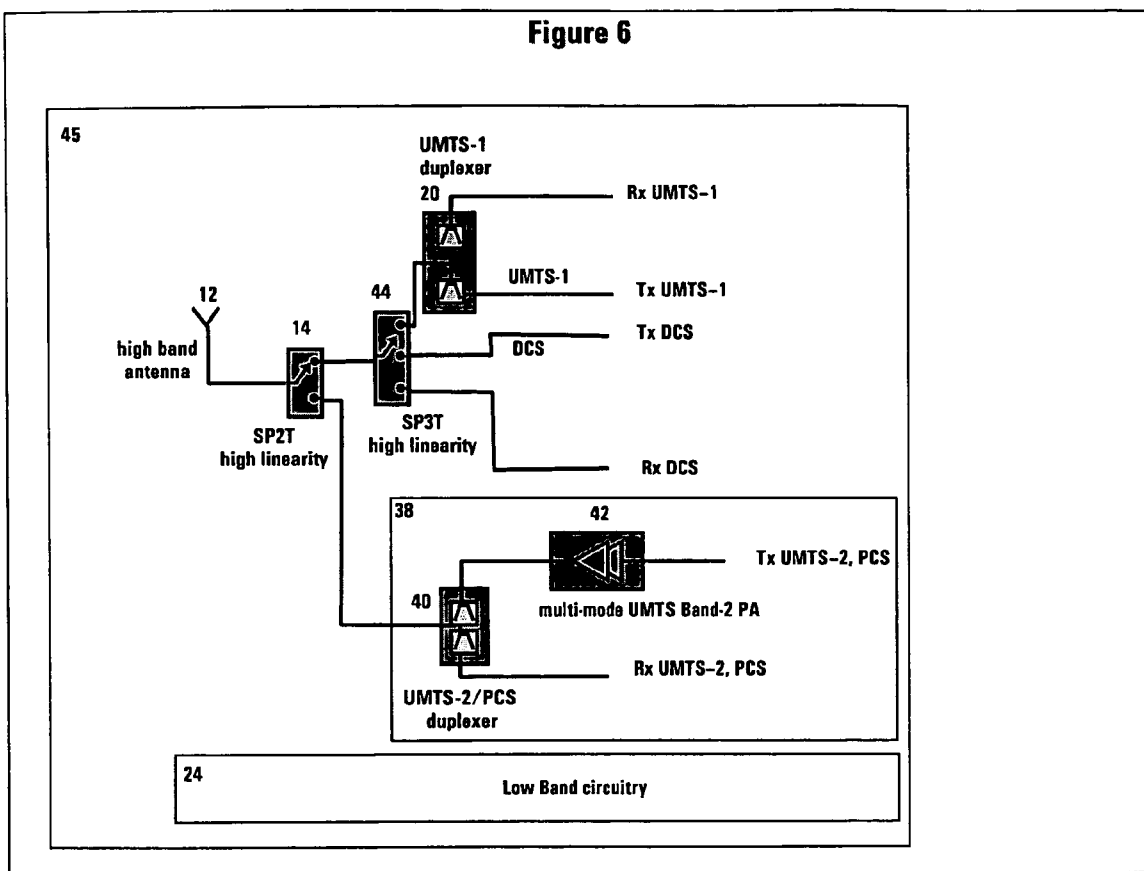 Figure 6
45
UMTS-1
duplexer
20
Rx UMTS-1
UMTS-1
Tx UMTS-1
12
high band
antenna
14
SP2T
high linearity
44
SP3T
high linearity
DCS
Tx DCS
Rx DCS
38
42
Tx UMTS-2, PCS
multi-mode UMTS Band-2 PA
40
Rx UMTS-2, PCS
UMTS-2/PCS
duplexer
24
Low Band circuitry